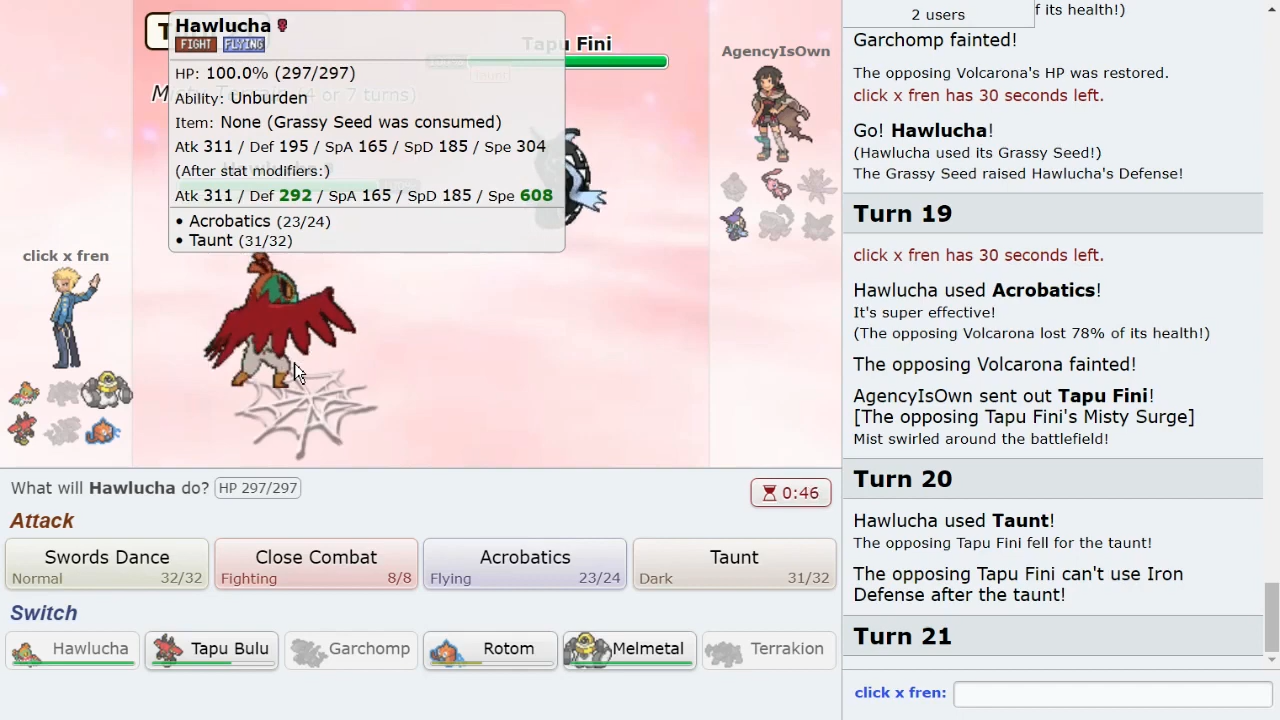 Hawlucha
FIGHT FLYING
HP: 100.0% (297/297)
Ability: Unburden
Item: None (Grassy Seed was consumed)
Atk 311 / Def 195 / SpA 165 / SpD 185 / Spe 304
(After stat modifiers:)
Atk 311 / Def 292 / SpA 165 / SpD 185 / Spe 608
• Acrobatics (23/24)
• Taunt (31/32)
Tapu Fini
Taunt
(4 or 7 turns)
AgencyIsOwn
click x fren
What will Hawlucha do? HP 297/297
0:46
Attack
Swords Dance
Normal 32/32
Close Combat
Fighting 8/8
Acrobatics
Flying 23/24
Taunt
Dark 31/32
Switch
Hawlucha
Tapu Bulu
Garchomp
Rotom
Melmetal
Terrakion
2 users
f its health!)
Garchomp fainted!
The opposing Volcarona's HP was restored.
click x fren has 30 seconds left.
Go! Hawlucha!
(Hawlucha used its Grassy Seed!)
The Grassy Seed raised Hawlucha's Defense!
Turn 19
click x fren has 30 seconds left.
Hawlucha used Acrobatics!
It's super effective!
(The opposing Volcarona lost 78% of its health!)
The opposing Volcarona fainted!
AgencyIsOwn sent out Tapu Fini!
[The opposing Tapu Fini's Misty Surge]
Mist swirled around the battlefield!
Turn 20
Hawlucha used Taunt!
The opposing Tapu Fini fell for the taunt!
The opposing Tapu Fini can't use Iron
Defense after the taunt!
Turn 21
click x fren: